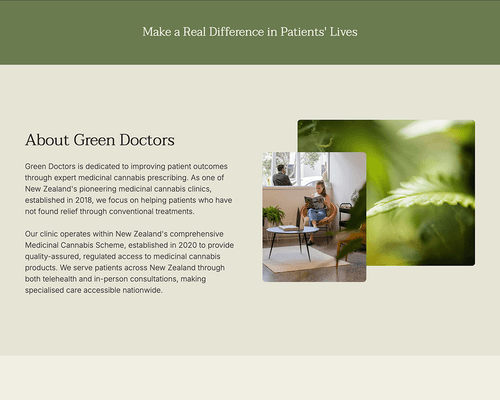 Make a Real Difference in Patients' Lives
About Green Doctors
Green Doctors is dedicated to improving patient outcomes
through expert medicinal cannabis prescribing. As one of
New Zealand's pioneering medicinal cannabis clinics,
established in 2018, we focus on helping patients who have
not found relief through conventional treatments.
Our clinic operates within New Zealand's comprehensive
Medicinal Cannabis Scheme, established in 2020 to provide
quality-assured, regulated access to medicinal cannabis
products. We serve patients across New Zealand through
both telehealth and in-person consultations, making
specialised care accessible nationwide.